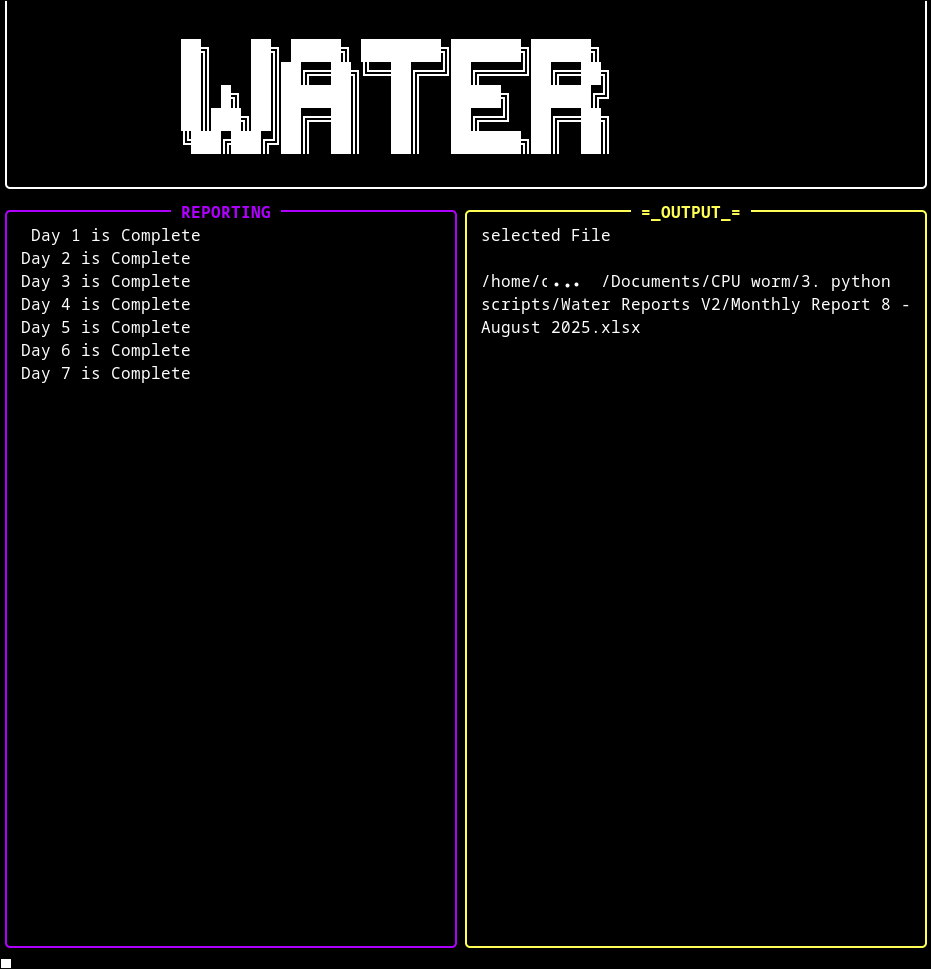 WATER
REPORTING
Day 1 is Complete
Day 2 is Complete
Day 3 is Complete
Day 4 is Complete
Day 5 is Complete
Day 6 is Complete
Day 7 is Complete
=_OUTPUT_=
selected File
/home/c... /Documents/CPU worm/3. python
scripts/Water Reports V2/Monthly Report 8 -
August 2025.xlsx